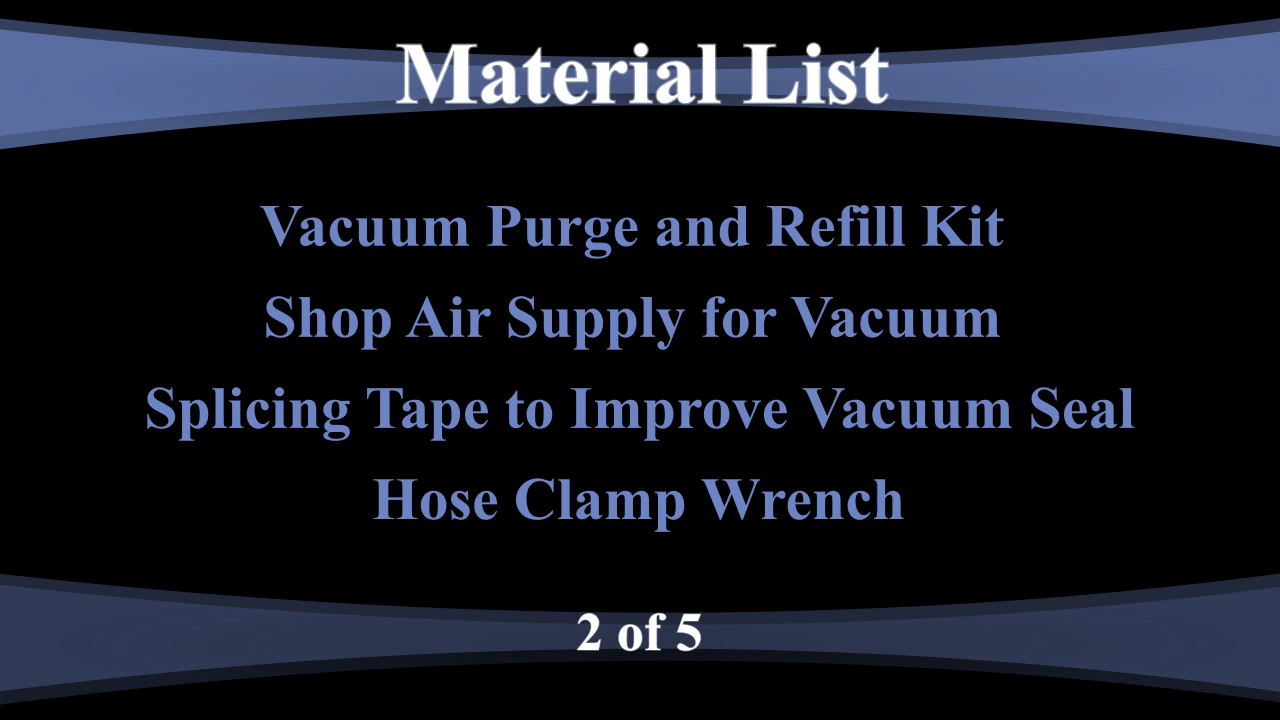 Material List
Vacuum Purge and Refill Kit
Shop Air Supply for Vacuum
Splicing Tape to Improve Vacuum Seal
Hose Clamp Wrench
2 of 5